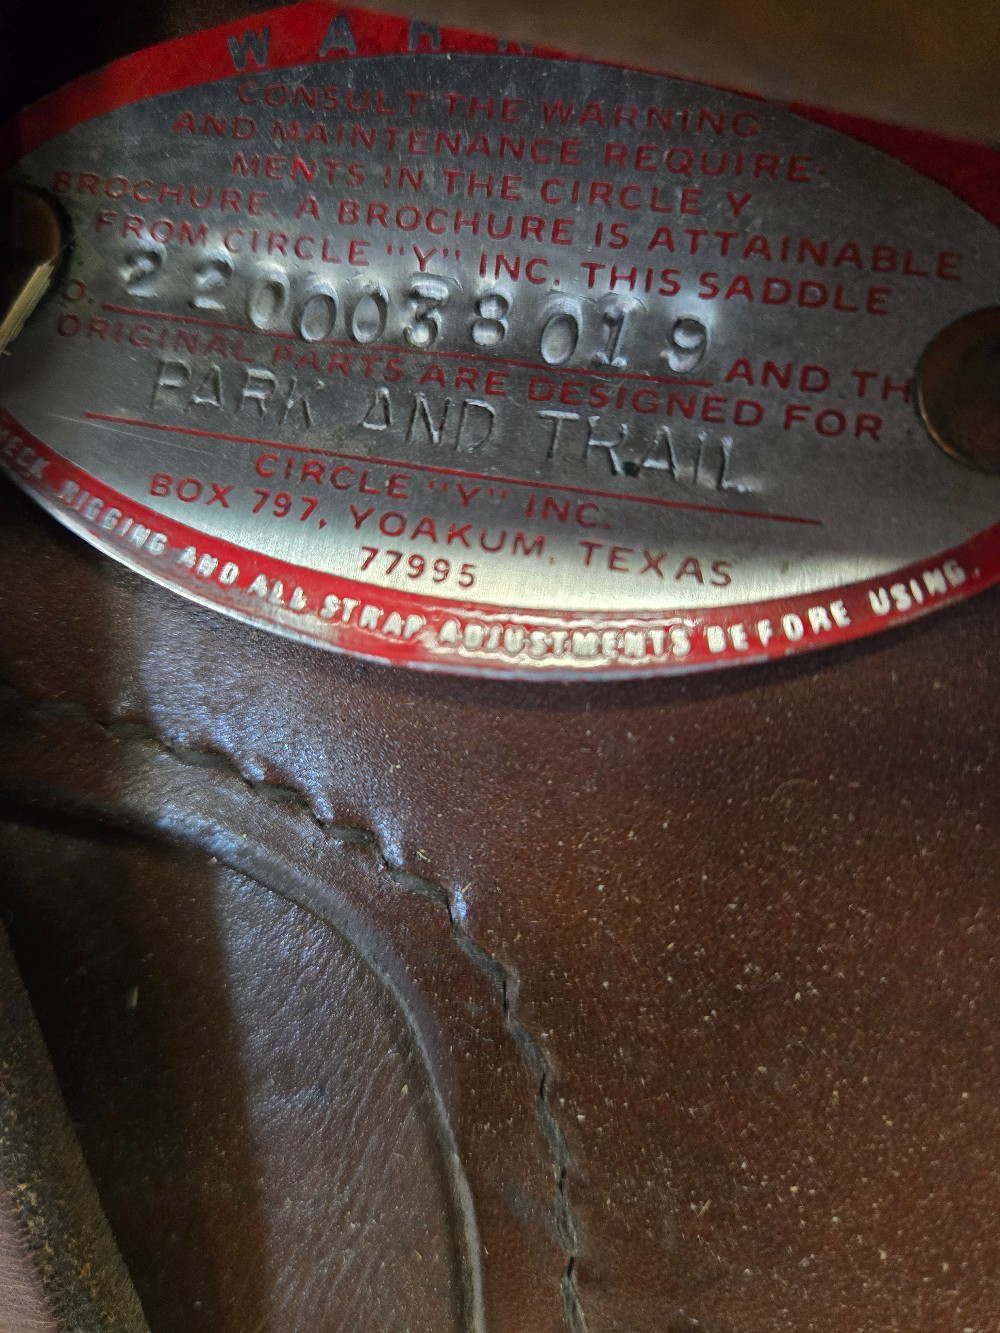 CONSULT THE WARNING
AND MAINTENANCE REQUIRE-
MENTS IN THE CIRCLE Y
BROCHURE. A BROCHURE IS ATTAINABLE
FROM CIRCLE "Y" INC. THIS SADDLE
O. 2200038019 AND TH
ORIGINAL PARTS ARE DESIGNED FOR
PARK AND TRAIL
CIRCLE "Y" INC.
BOX 797, YOAKUM, TEXAS
77995
RIGGING AND ALL STRAP ADJUSTMENTS BEFORE USING.